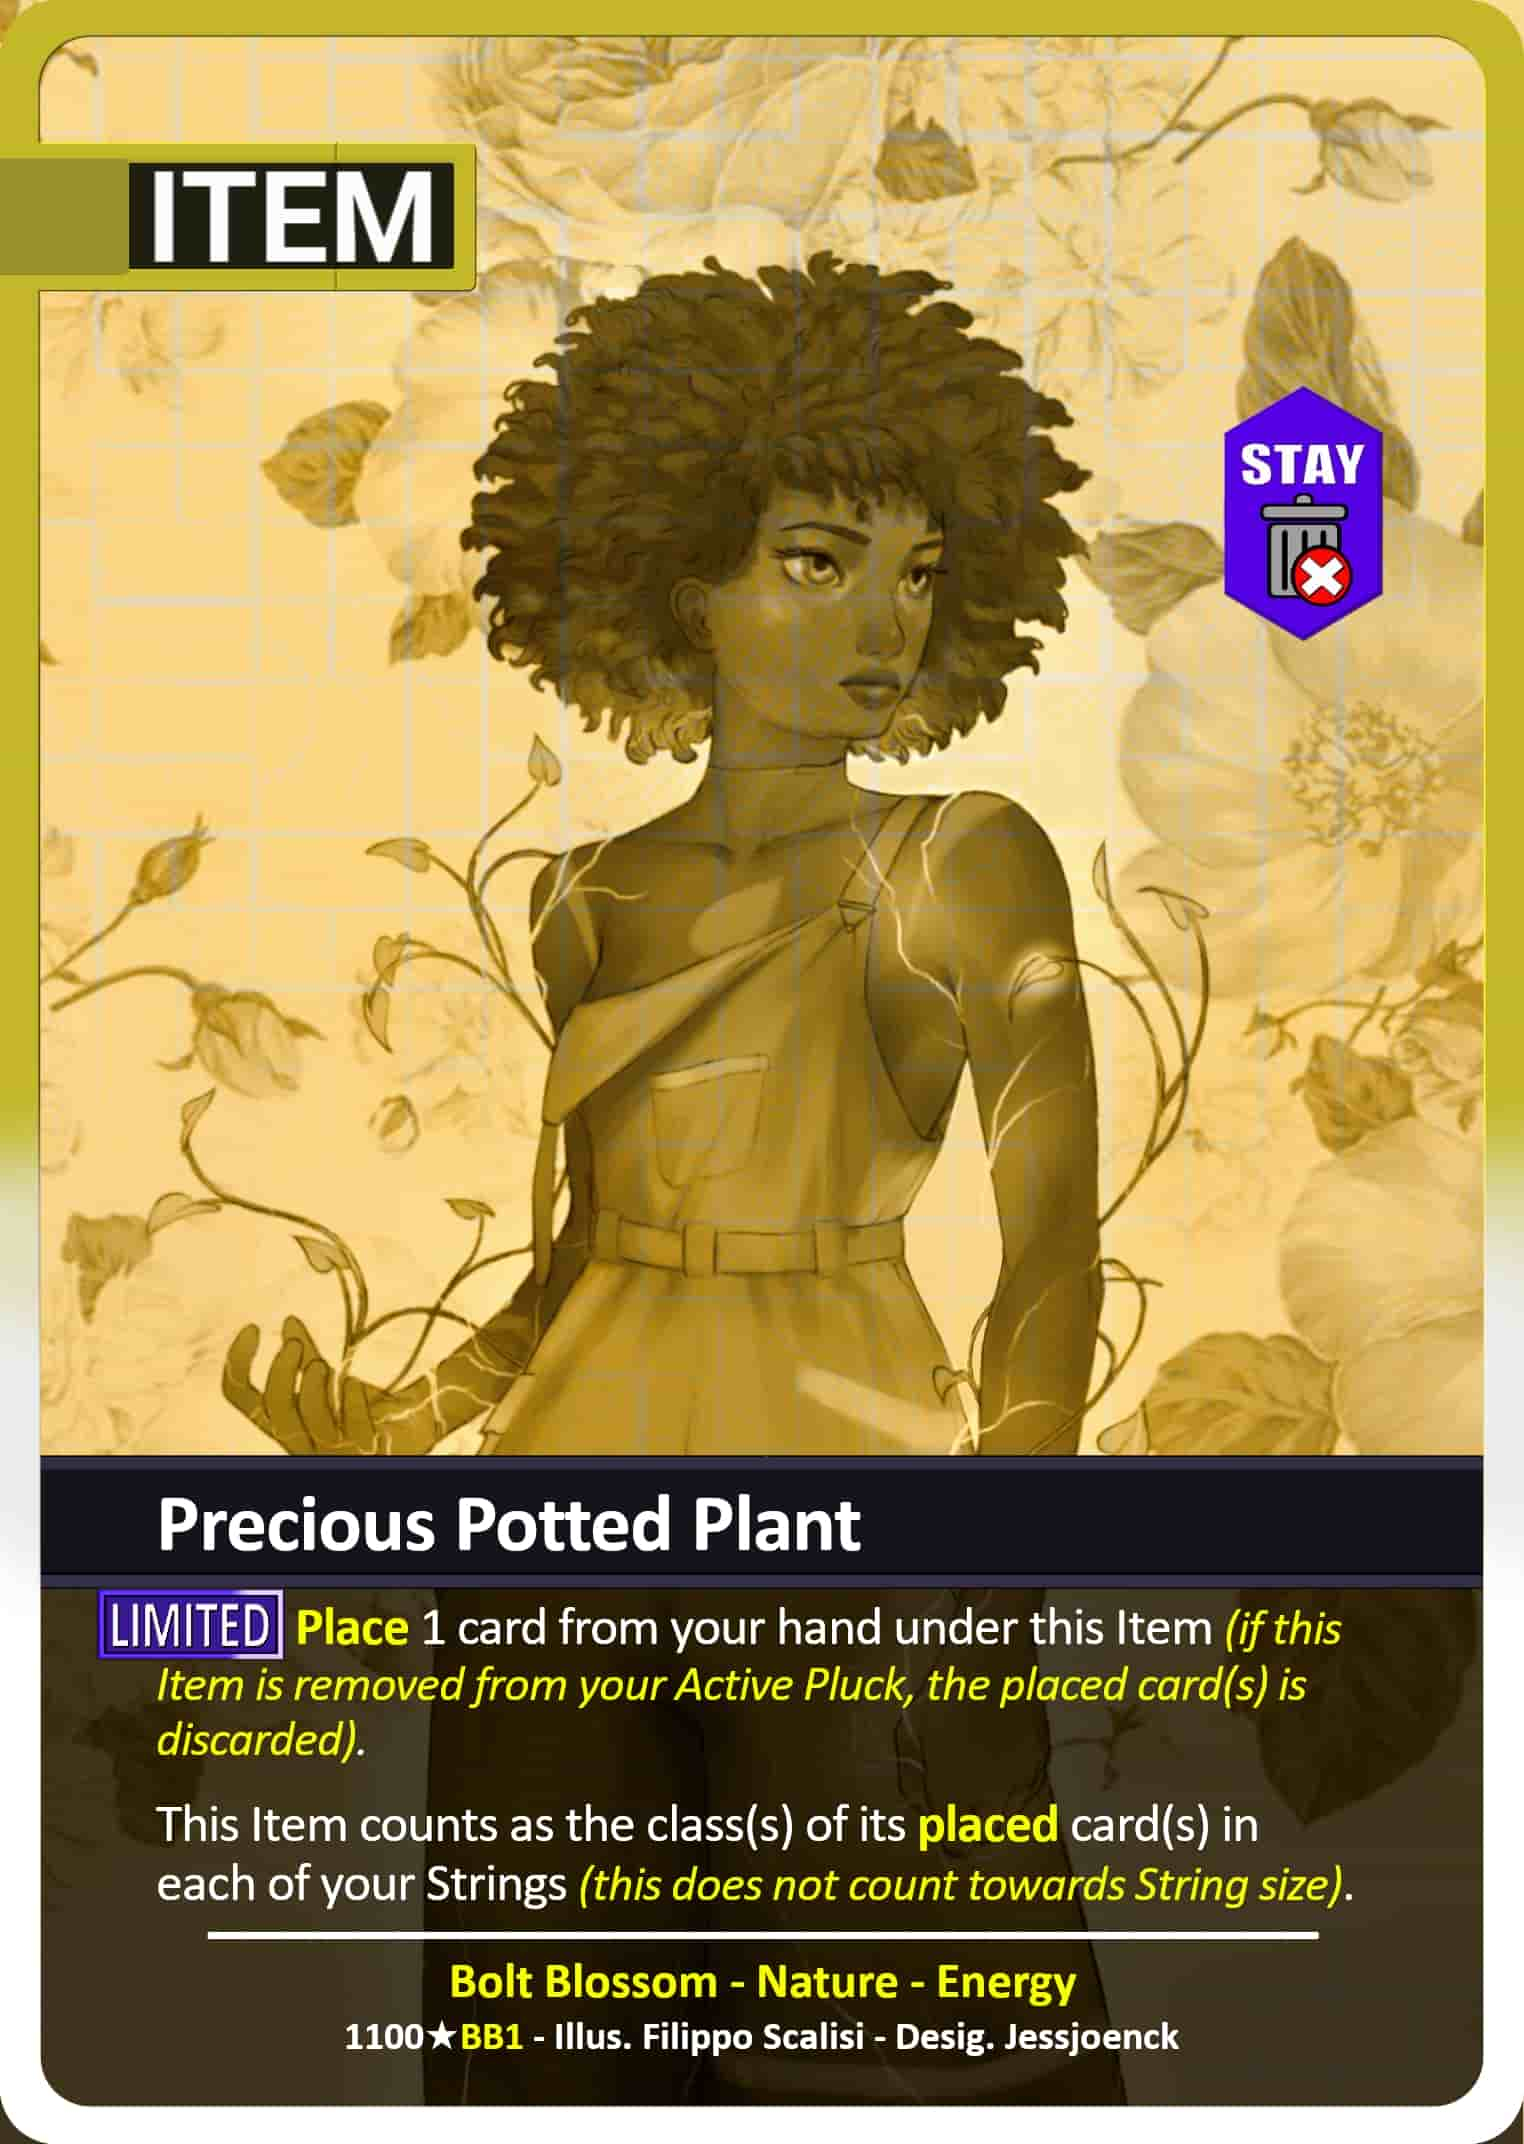 ITEM
STAY
Precious Potted Plant
LIMITED Place 1 card from your hand under this Item (if this
Item is removed from your Active Pluck, the placed card(s) is
discarded).
This Item counts as the class(s) of its placed card(s) in
each of your Strings (this does not count towards String size).
Bolt Blossom - Nature - Energy
1100★BB1 - Illus. Filippo Scalisi - Desig. Jessjoenck